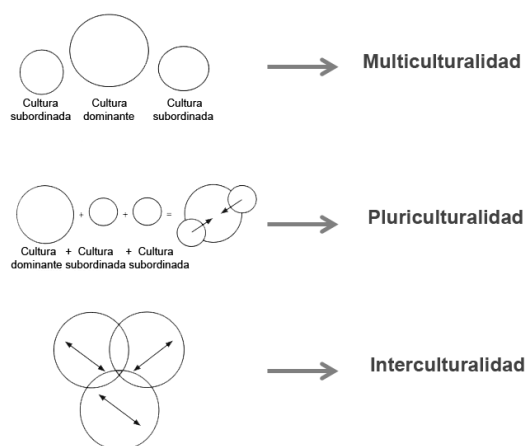 Multiculturalidad
Cultura subordinada
Cultura dominante
Cultura subordinada
+ + =
Pluriculturalidad
Cultura + Cultura + Cultura
dominante subordinada subordinada
Interculturalidad